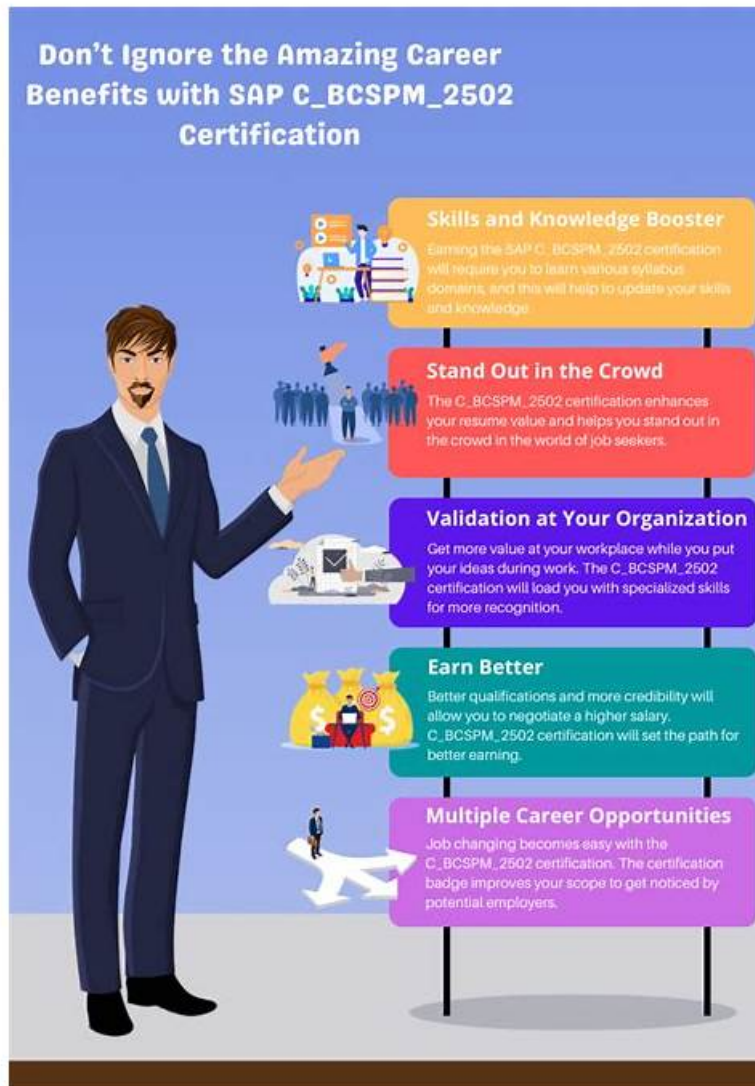 Don't Ignore the Amazing Career
Benefits with SAP C_BCSPM_2502
Certification
Skills and Knowledge Booster
Earning the SAP C_BCSPM_2502 certification
will require you to learn various syllabus
domains, and this will help to update your skills
and knowledge.
Stand Out in the Crowd
The C_BCSPM_2502 certification enhances
your resume value and helps you stand out in
the crowd in the world of job seekers.
Validation at Your Organization
Get more value at your workplace while you put
your ideas during work. The C_BCSPM_2502
certification will load you with specialized skills
for more recognition.
Earn Better
Better qualifications and more credibility will
allow you to negotiate a higher salary.
C_BCSPM_2502 certification will set the path for
better earning.
Multiple Career Opportunities
Job changing becomes easy with the
C_BCSPM_2502 certification. The certification
badge improves your scope to get noticed by
potential employers.